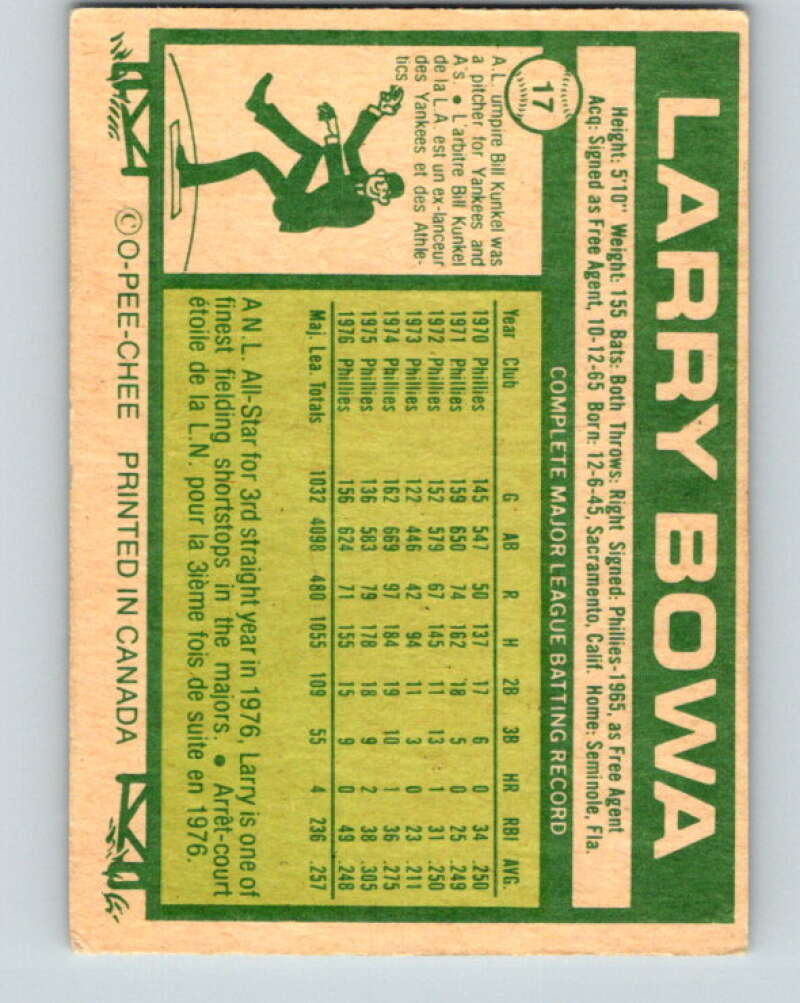 LARRY BOWA
17
Height: 5'10" Weight: 155 Bats: Both Throws: Right Signed: Phillies-1965, as Free Agent
Acq: Signed as Free Agent, 10-12-65 Born: 12-6-45, Sacramento, Calif. Home: Seminole, Fla.
COMPLETE MAJOR LEAGUE BATTING RECORD
A.L. umpire Bill Kunkel was
a pitcher for Yankees and
A's. • L'arbitre Bill Kunkel
de la L.A. est un ex-lanceur
des Yankees et des Athle-
tics
Year Club G AB R H 2B 3B HR RBI AVG.
1970 Phillies 145 547 50 137 17 6 0 34 .250
1971 Phillies 159 650 74 162 18 5 0 25 .249
1972 Phillies 152 579 67 145 11 13 1 31 .250
1973 Phillies 122 446 42 94 11 3 0 23 .211
1974 Phillies 162 669 97 184 19 10 1 36 .275
1975 Phillies 136 583 79 178 18 9 2 38 .305
1976 Phillies 156 624 71 155 15 9 0 49 .248
Maj. Lea. Totals 1032 4098 480 1055 109 55 4 236 .257
A N.L. All-Star for 3rd straight year in 1976, Larry is one of
finest fielding shortstops in the majors. • Arrêt-court
étoile de la L.N. pour la 3ième fois de suite en 1976.
©O-PEE-CHEE PRINTED IN CANADA